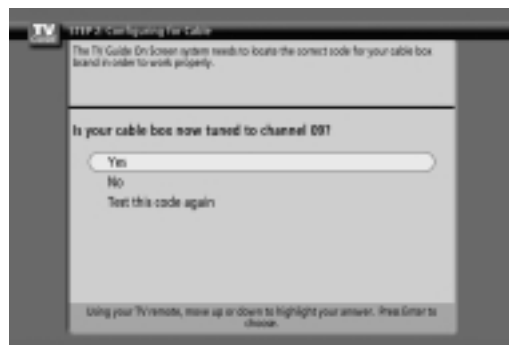 TV
GUIDE
STEP 2: Configuring for Cable
The TV Guide On Screen system needs to locate the correct code for your cable box
brand in order to work properly.
Is your cable box now tuned to channel 09?
Yes
No
Test this code again
Using your TV remote, move up or down to highlight your answer. Press Enter to
choose.